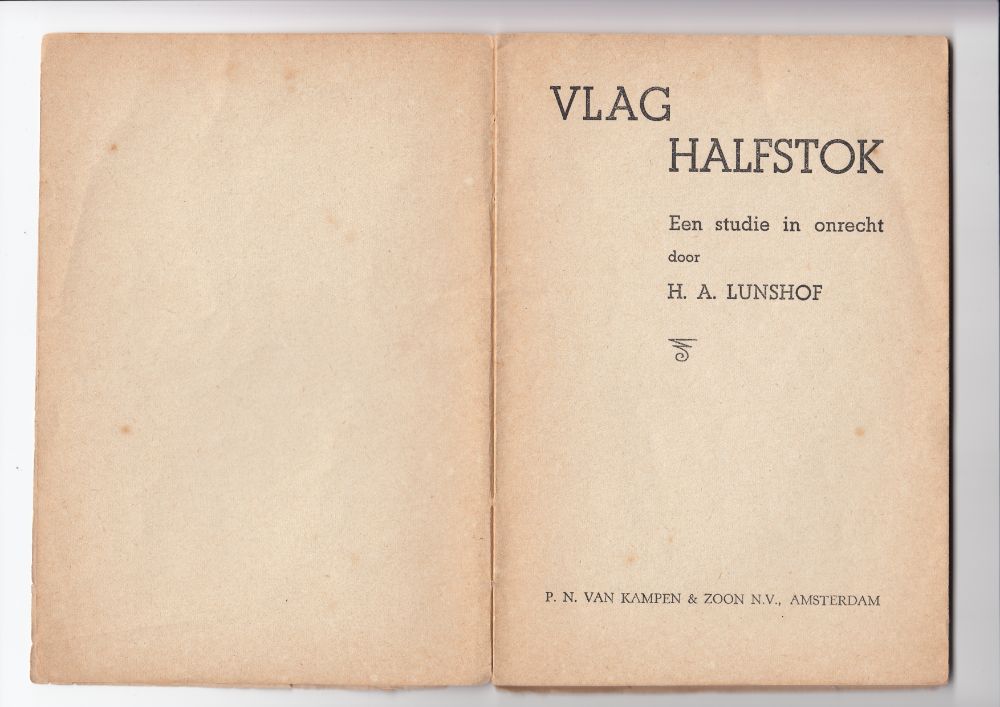 VLAG
HALFSTOK
Een studie in onrecht
door
H. A. LUNSHOF
P. N. VAN KAMPEN & ZOON N.V., AMSTERDAM